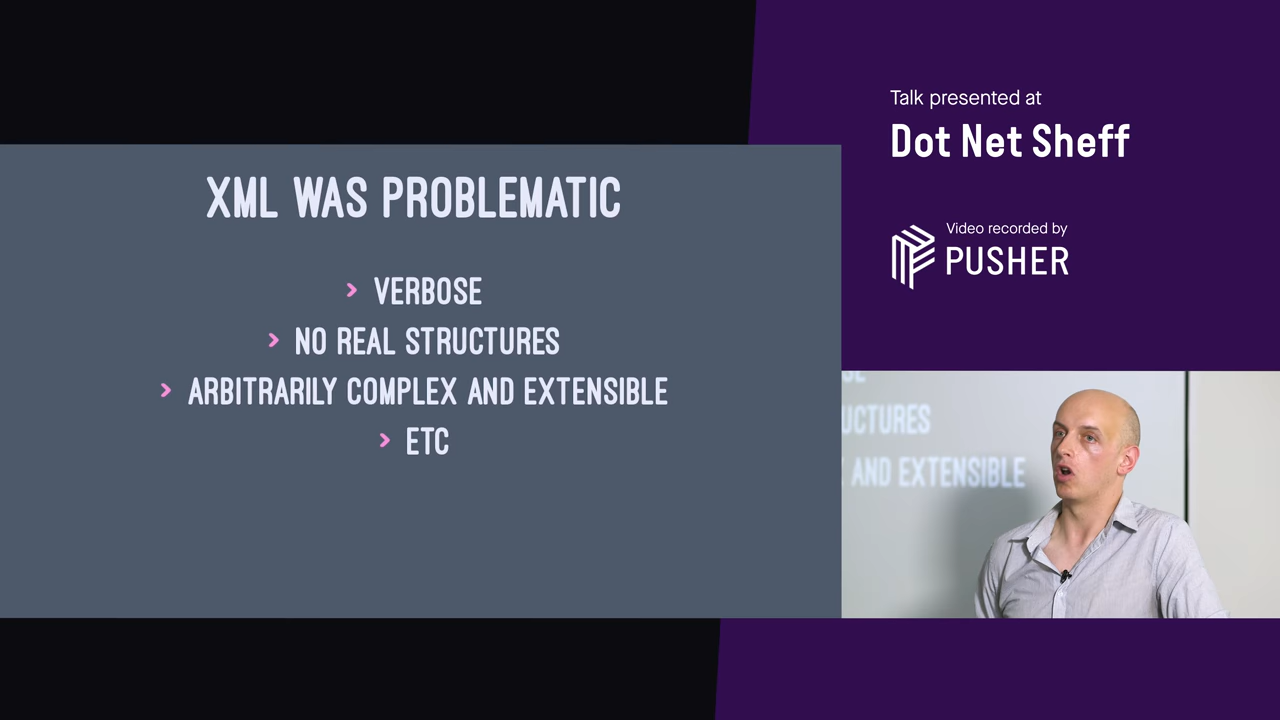 XML WAS PROBLEMATIC
> VERBOSE
> NO REAL STRUCTURES
> ARBITRARILY COMPLEX AND EXTENSIBLE
> ETC
Talk presented at
Dot Net Sheff
Video recorded by
PUSHER
UCTURES
AND EXTENSIBLE